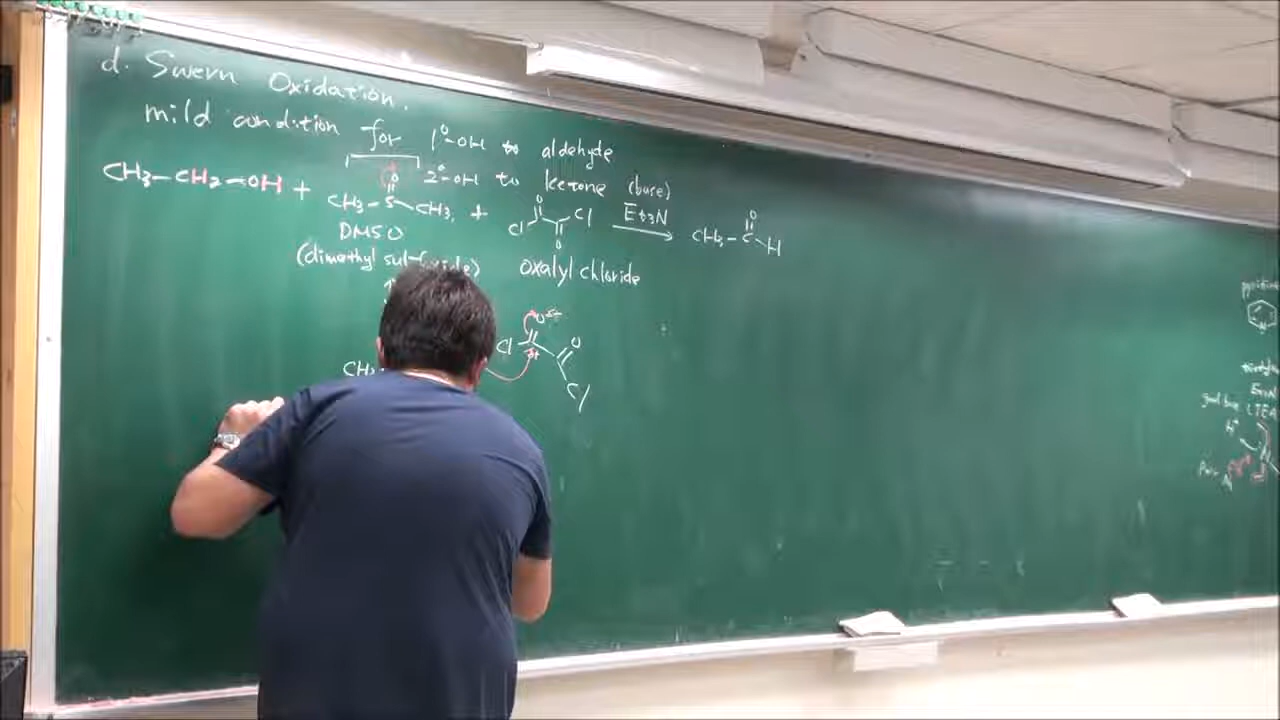 d. Swern Oxidation.
mild condition for 1°-OH to aldehyde
2°-OH to ketone (base)
CH3-CH2-OH + CH3-S-CH3 + Cl Cl Et3N CH3-C-H
O O O O
DMSO
oxalyl chloride
(dimethyl
O
Cl O
CH3
Cl